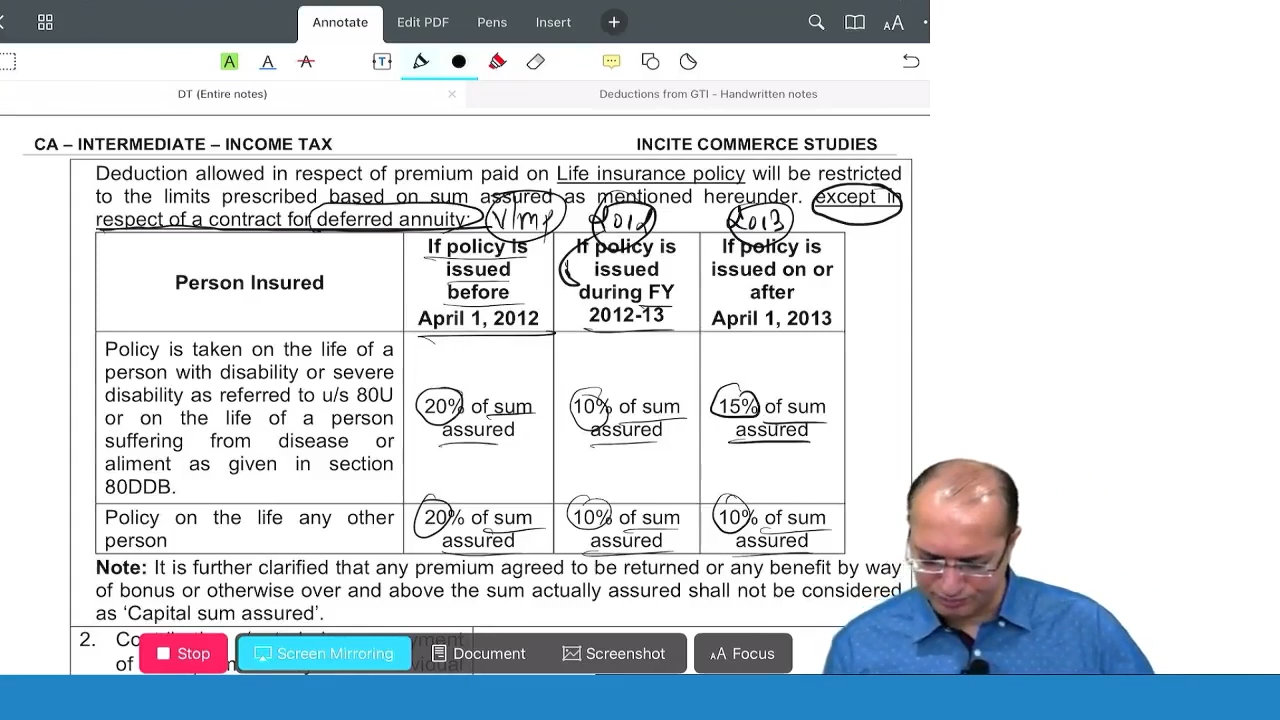 Annotate Edit PDF Pens Insert
A A A T
DT (Entire notes) Deductions from GTI - Handwritten notes
CA – INTERMEDIATE – INCOME TAX INCITE COMMERCE STUDIES
Deduction allowed in respect of premium paid on Life insurance policy will be restricted
to the limits prescribed based on sum assured as mentioned hereunder. except in
respect of a contract for deferred annuity: V/Imp 2012 2013
Person Insured
If policy is
issued
before
April 1, 2012
If policy is
issued
during FY
2012-13
If policy is
issued on or
after
April 1, 2013
Policy is taken on the life of a
person with disability or severe
disability as referred to u/s 80U
or on the life of a person
suffering from disease or
aliment as given in section
80DDB.
20% of sum
assured
10% of sum
assured
15% of sum
assured
Policy on the life any other
person
20% of sum
assured
10% of sum
assured
10% of sum
assured
Note: It is further clarified that any premium agreed to be returned or any benefit by way
of bonus or otherwise over and above the sum actually assured shall not be considered
as ‘Capital sum assured’.
2.
of
Stop Screen Mirroring Document Screenshot AA Focus